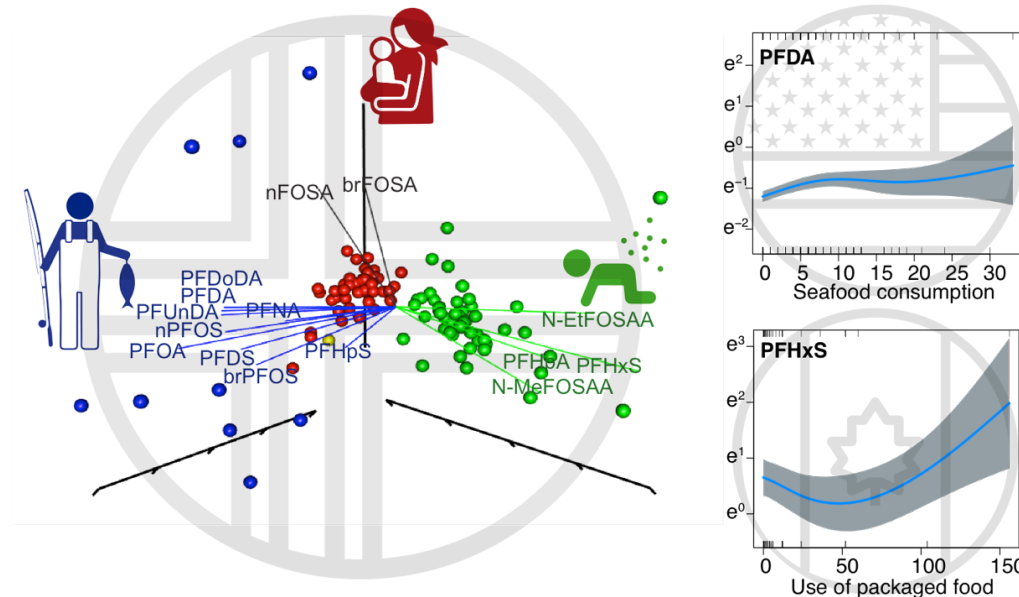 nFOSA
brFOSA
PFDoDA
PFDA
PFUnDA
PFNA
nPFOS
PFOA
PFDS
PFHpS
brPFOS
N-EtFOSAA
PFHpA
PFHxS
N-MeFOSAA
PFDA
e²
e¹
e⁰
e⁻¹
e⁻²
0 5 10 15 20 25 30
Seafood consumption
PFHxS
e³
e²
e¹
e⁰
0 50 100 150
Use of packaged food